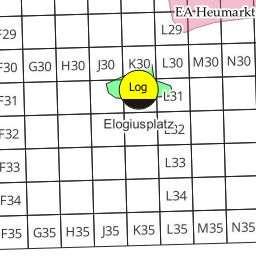 EA Heumarkt
F29 L29
F30 G30 H30 J30 K30 L30 M30 N30
Log
F31 L31
Elogiusplatz
F32 L32
F33 L33
F34 L34
F35 G35 H35 J35 K35 L35 M35 N35